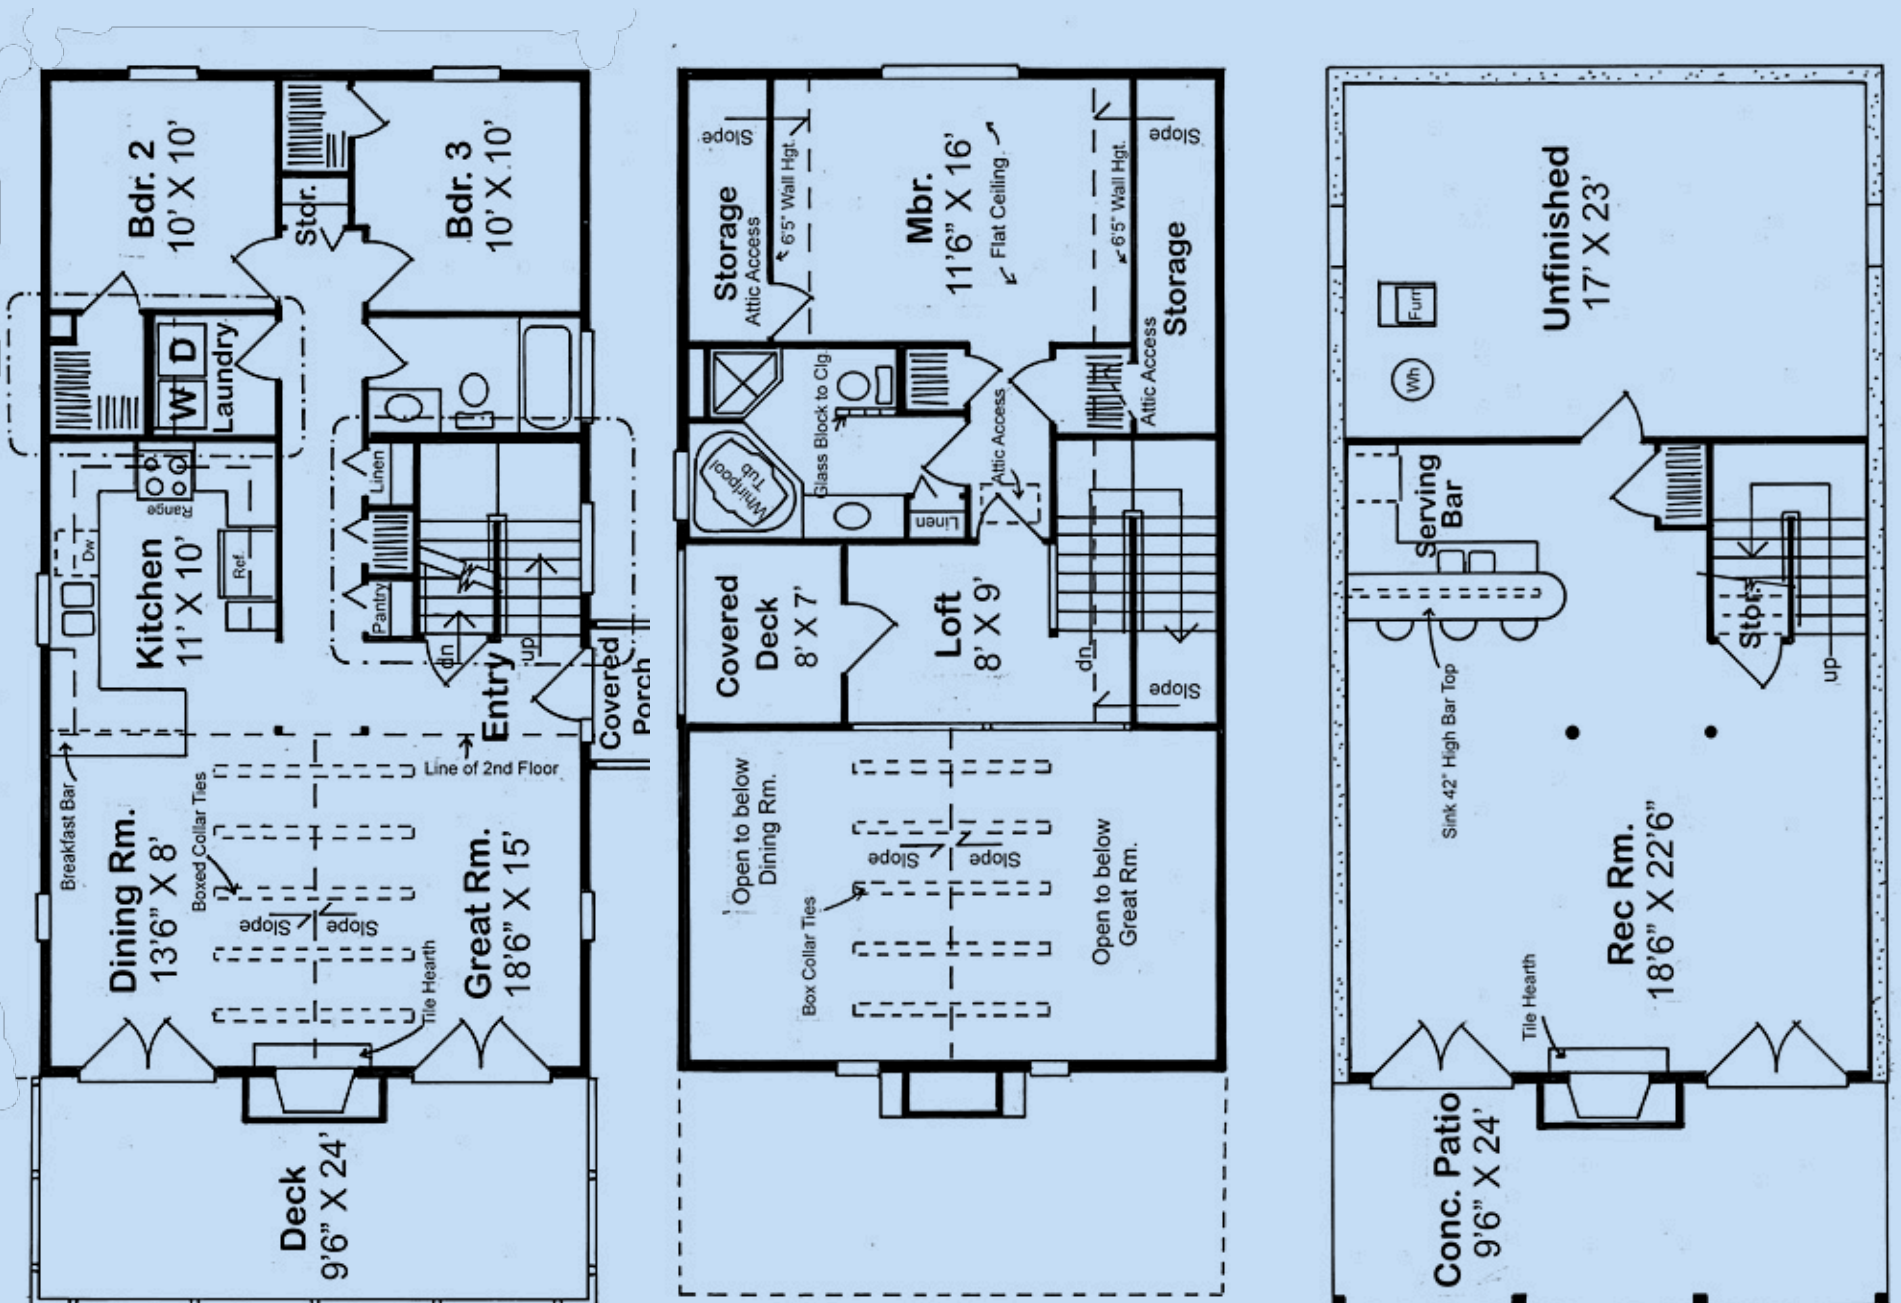 Bdr. 2
10' X 10'
Stor.
Bdr. 3
10' X 10'
W
D
Laundry
Linen
Pantry
Range
Dw
Ref.
Kitchen
11' X 10'
dn
up
Entry
Covered
Porch
Line of 2nd Floor
Breakfast Bar
Boxed Collar Ties
Dining Rm.
13'6" X 8'
Slope
Slope
Great Rm.
18'6" X 15'
Tile Hearth
Deck
9'6" X 24'
Slope
Storage
Attic Access
6'5" Wall Hgt.
Mbr.
11'6" X 16'
Flat Ceiling
6'5" Wall Hgt.
Slope
Storage
Attic Access
Glass Block to Clg.
Whirlpool
Tub
Linen
Attic Access
Covered
Deck
8' X 7'
Loft
8' X 9'
dn
Slope
Open to below
Dining Rm.
Slope
Slope
Box Collar Ties
Open to below
Great Rm.
Unfinished
17' X 23'
Furn
Wh
Serving
Bar
Stor.
up
Sink 42" High Bar Top
Rec Rm.
18'6" X 22'6"
Tile Hearth
Conc. Patio
9'6" X 24'